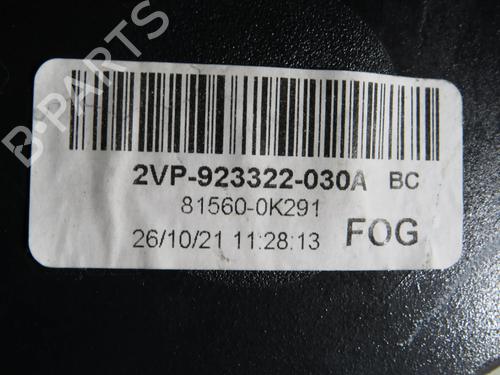 2VP-923322-030A BC
81560-0K291
26/10/21 11:28:13 FOG
B-PARTS